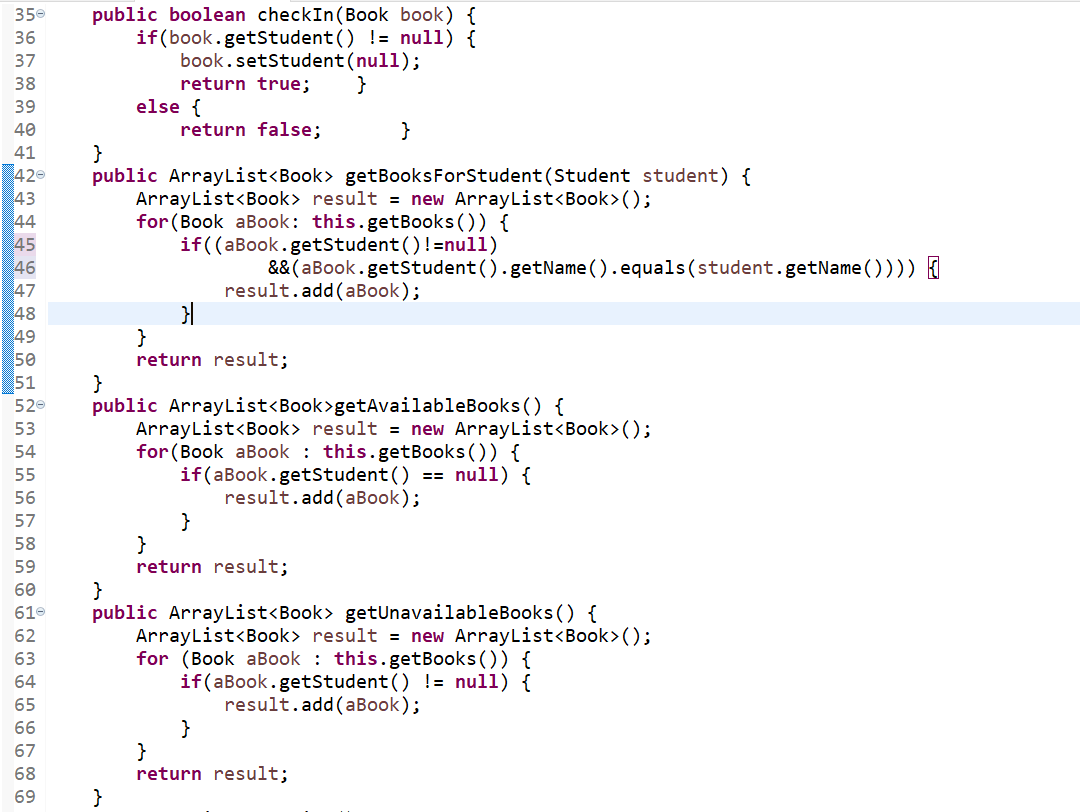 35 public boolean checkIn(Book book) {
36 if(book.getStudent() != null) {
37 book.setStudent(null);
38 return true;    }
39 else {
40 return false;       }
41 }
42 public ArrayList<Book> getBooksForStudent(Student student) {
43 ArrayList<Book> result = new ArrayList<Book>();
44 for(Book aBook: this.getBooks()) {
45 if((aBook.getStudent()!=null)
46 &&(aBook.getStudent().getName().equals(student.getName()))) {
47 result.add(aBook);
48 }
49 }
50 return result;
51 }
52 public ArrayList<Book>getAvailableBooks() {
53 ArrayList<Book> result = new ArrayList<Book>();
54 for(Book aBook : this.getBooks()) {
55 if(aBook.getStudent() == null) {
56 result.add(aBook);
57 }
58 }
59 return result;
60 }
61 public ArrayList<Book> getUnavailableBooks() {
62 ArrayList<Book> result = new ArrayList<Book>();
63 for (Book aBook : this.getBooks()) {
64 if(aBook.getStudent() != null) {
65 result.add(aBook);
66 }
67 }
68 return result;
69 }